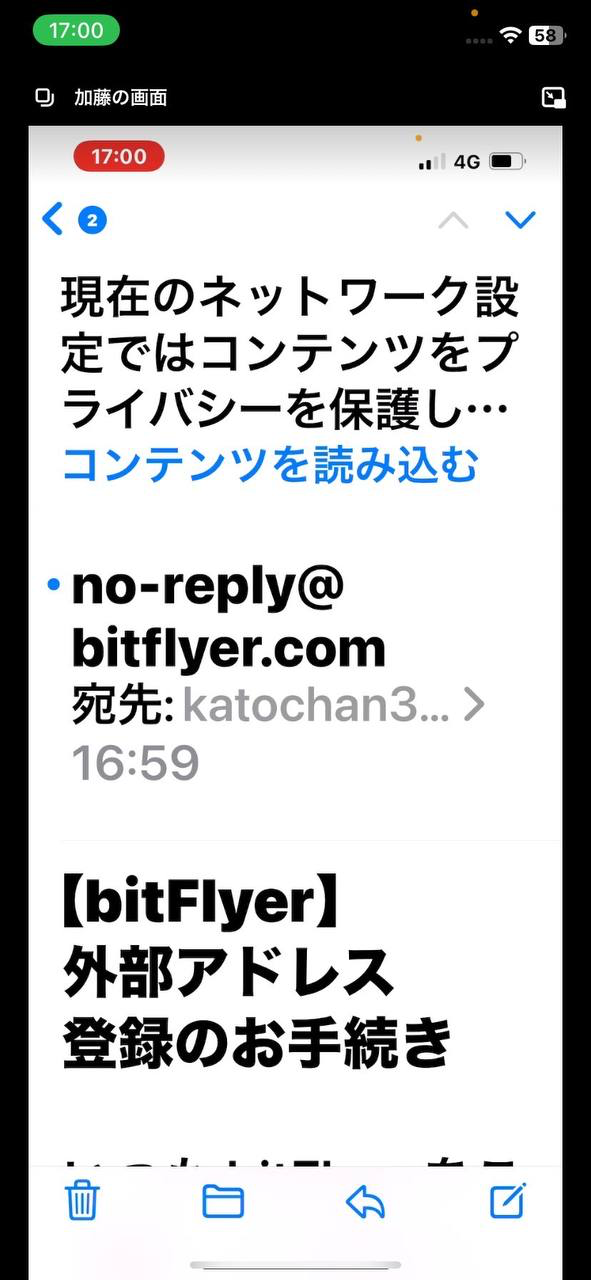 17:00
58
加藤の画面
17:00
4G
2
現在のネットワーク設
定ではコンテンツをプ
ライバシーを保護し…
コンテンツを読み込む
no-reply@
bitflyer.com
宛先: katochan3...
16:59
【bitFlyer】
外部アドレス
登録のお手続き